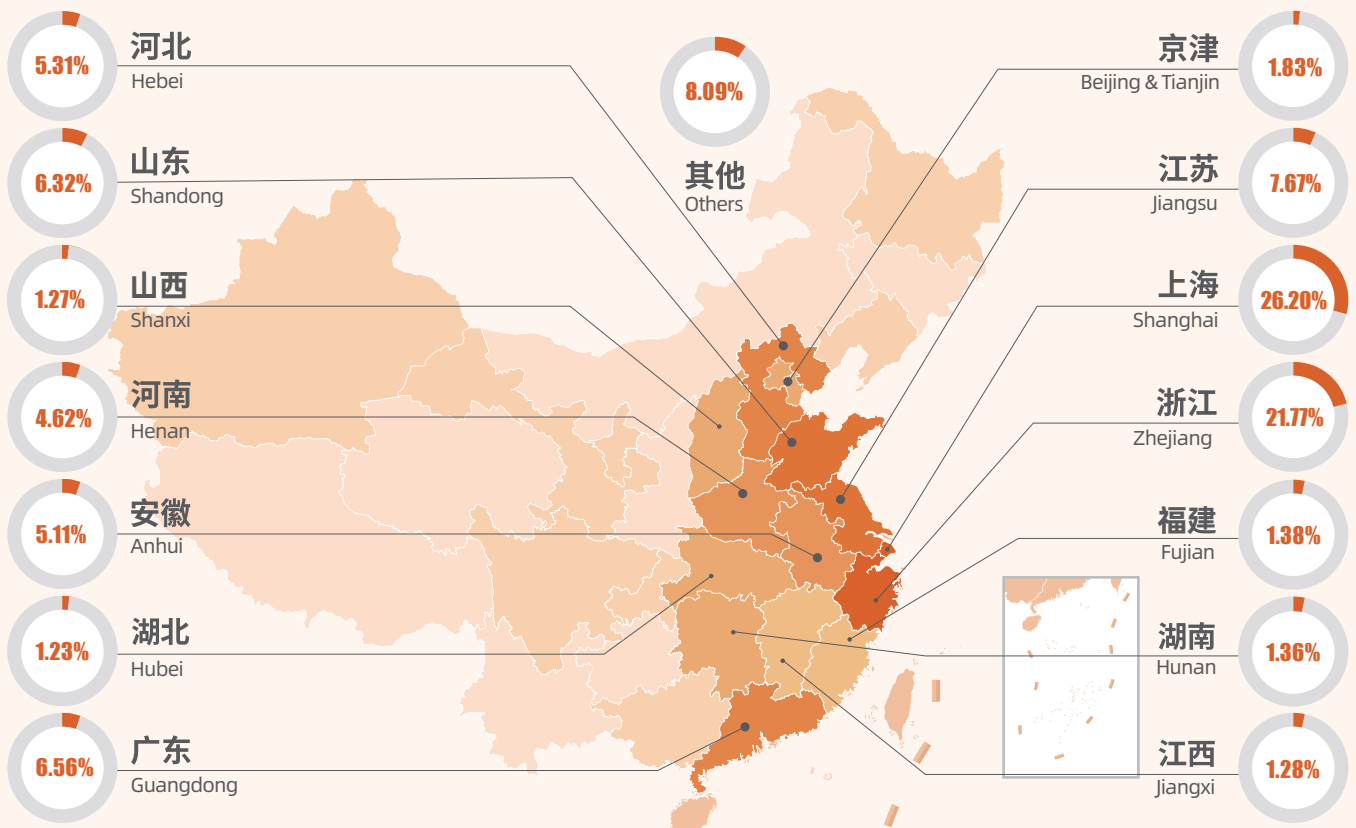 5.31%
河北
Hebei
6.32%
山东
Shandong
1.27%
山西
Shanxi
4.62%
河南
Henan
5.11%
安徽
Anhui
1.23%
湖北
Hubei
6.56%
广东
Guangdong
8.09%
其他
Others
京津
Beijing & Tianjin
1.83%
江苏
Jiangsu
7.67%
上海
Shanghai
26.20%
浙江
Zhejiang
21.77%
福建
Fujian
1.38%
湖南
Hunan
1.36%
江西
Jiangxi
1.28%